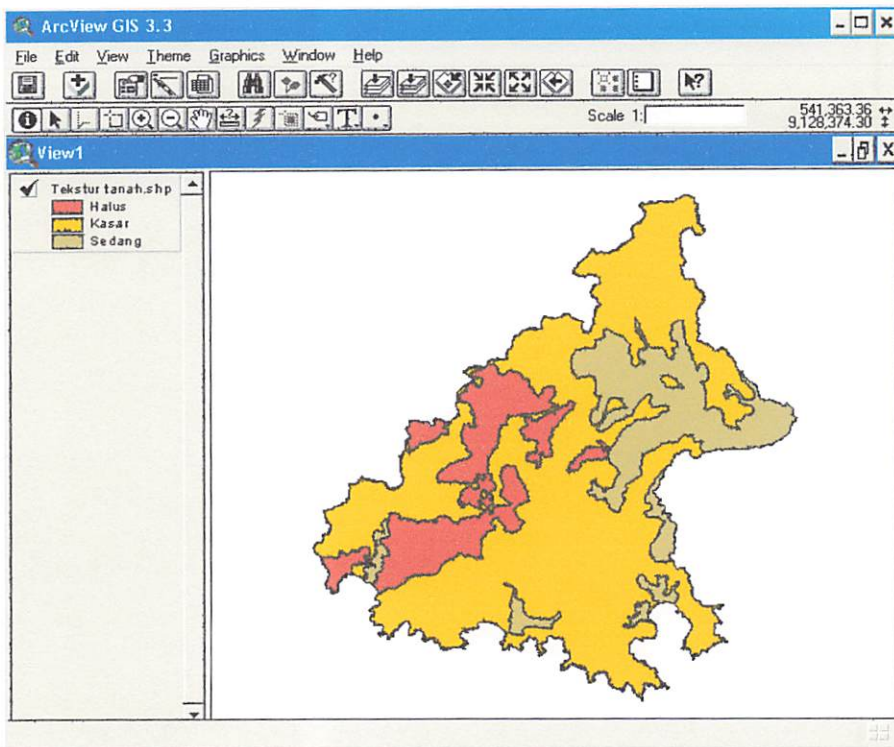 ArcView GIS 3.3
File Edit View Theme Graphics Window Help
Scale 1:
541,363.36
9,128,374.30
View1
Tekstur tanah.shp
Halus
Kasar
Sedang